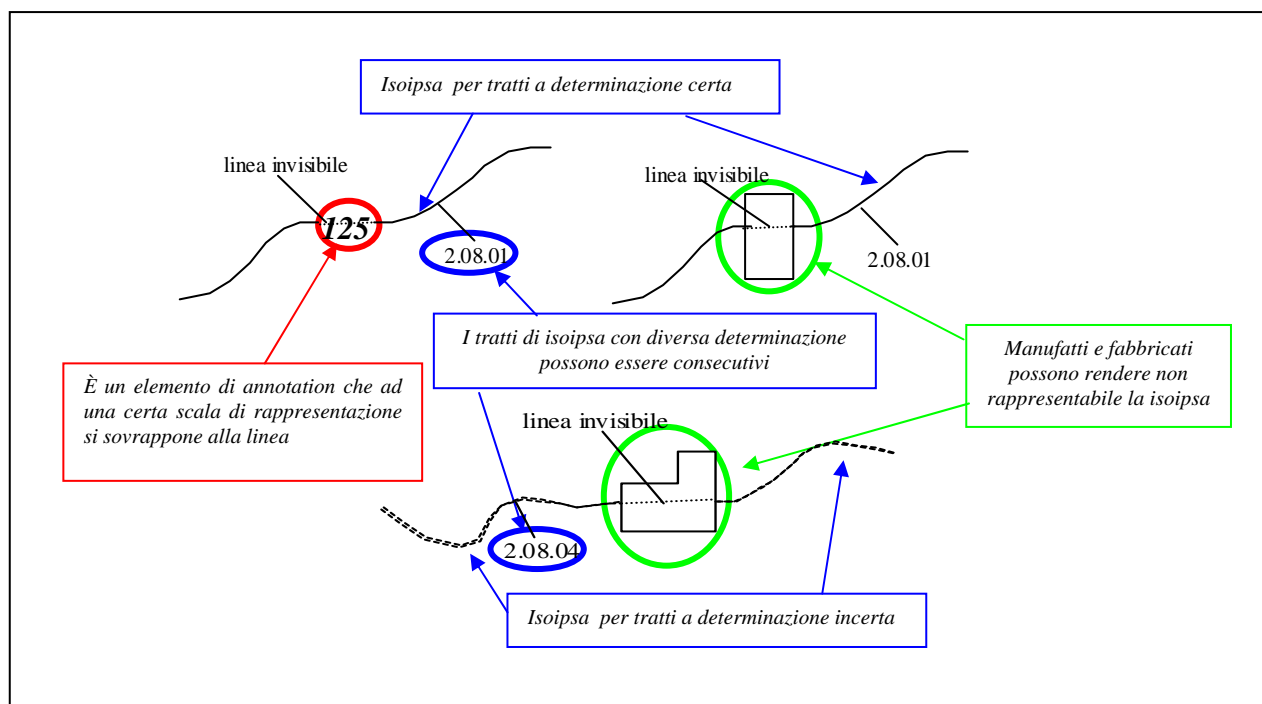 Isoipsa per tratti a determinazione certa
linea invisibile
linea invisibile
125
2.08.01
2.08.01
I tratti di isoipsa con diversa determinazione
possono essere consecutivi
Manufatti e fabbricati
possono rendere non
rappresentabile la isoipsa
È un elemento di annotation che ad
una certa scala di rappresentazione
si sovrappone alla linea
linea invisibile
2.08.04
Isoipsa per tratti a determinazione incerta